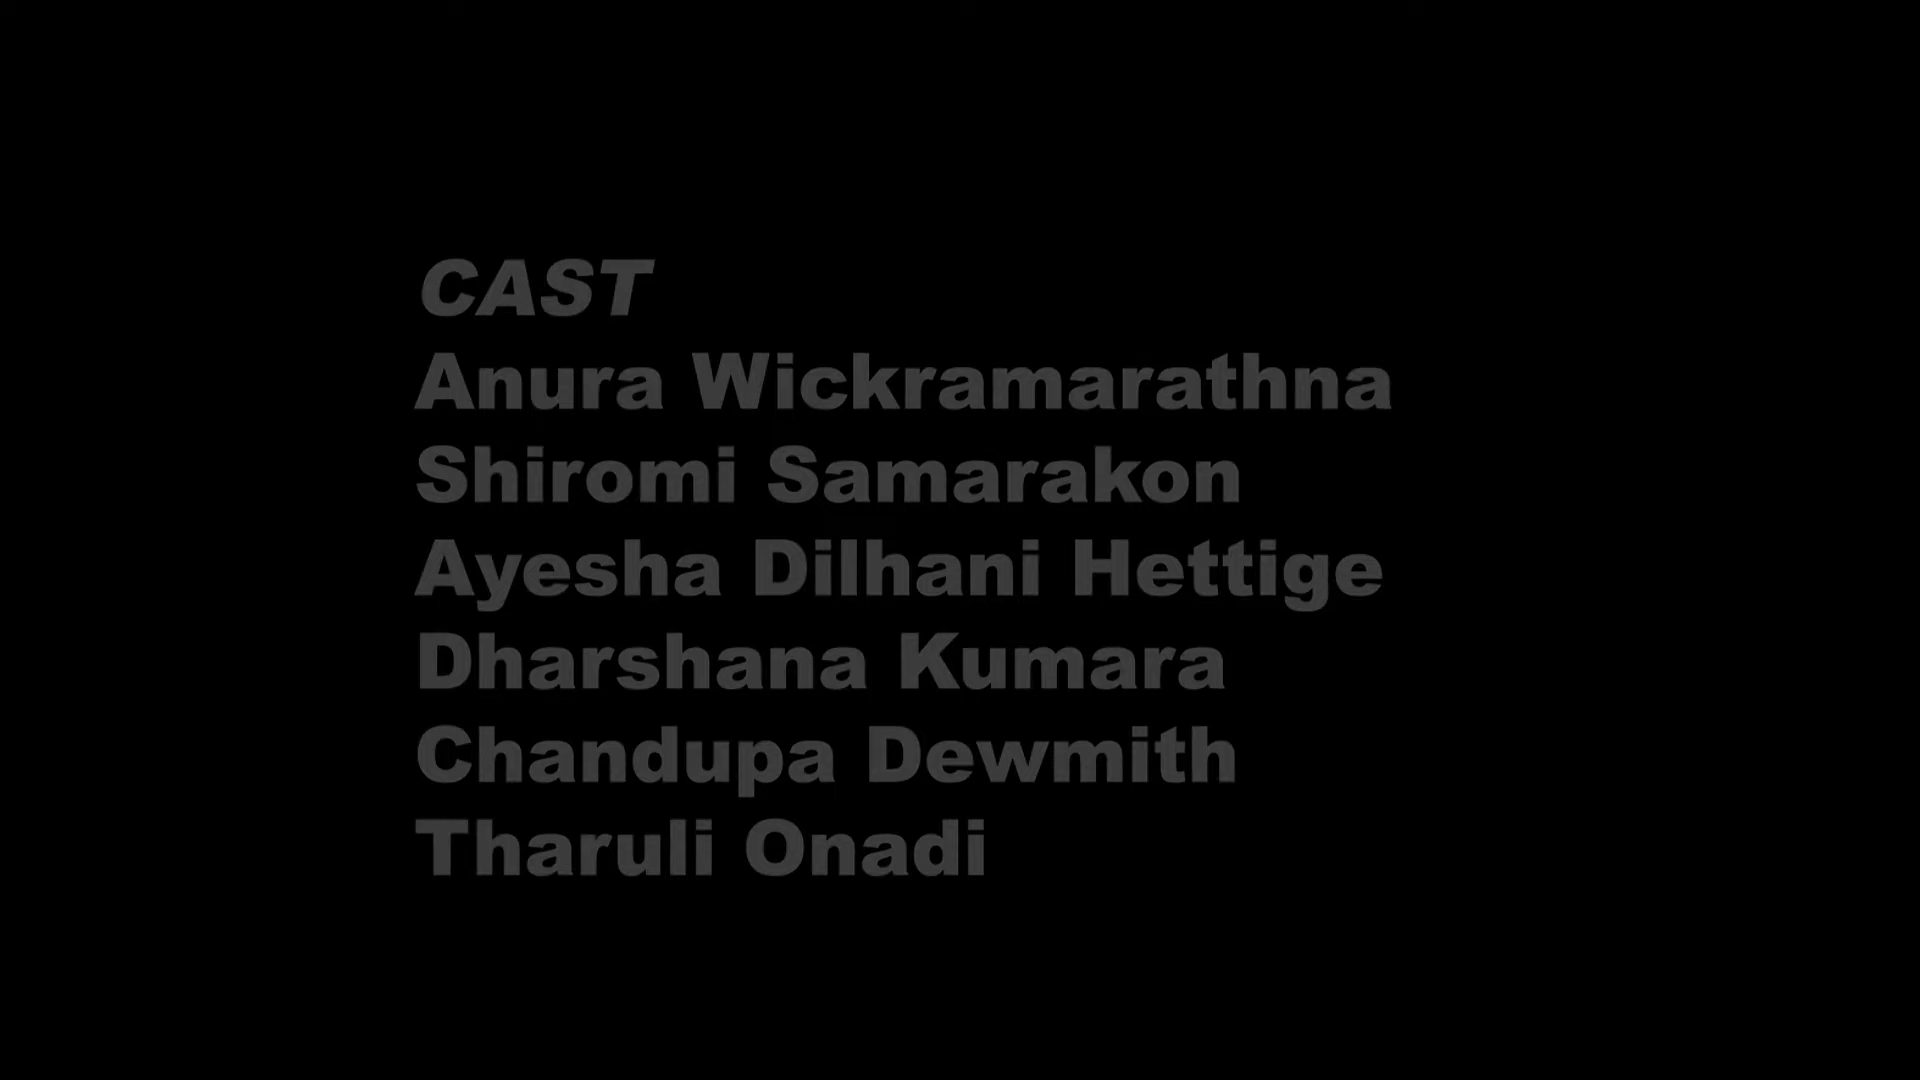 CAST
Anura Wickramarathna
Shiromi Samarakon
Ayesha Dilhani Hettige
Dharshana Kumara
Chandupa Dewmith
Tharuli Onadi